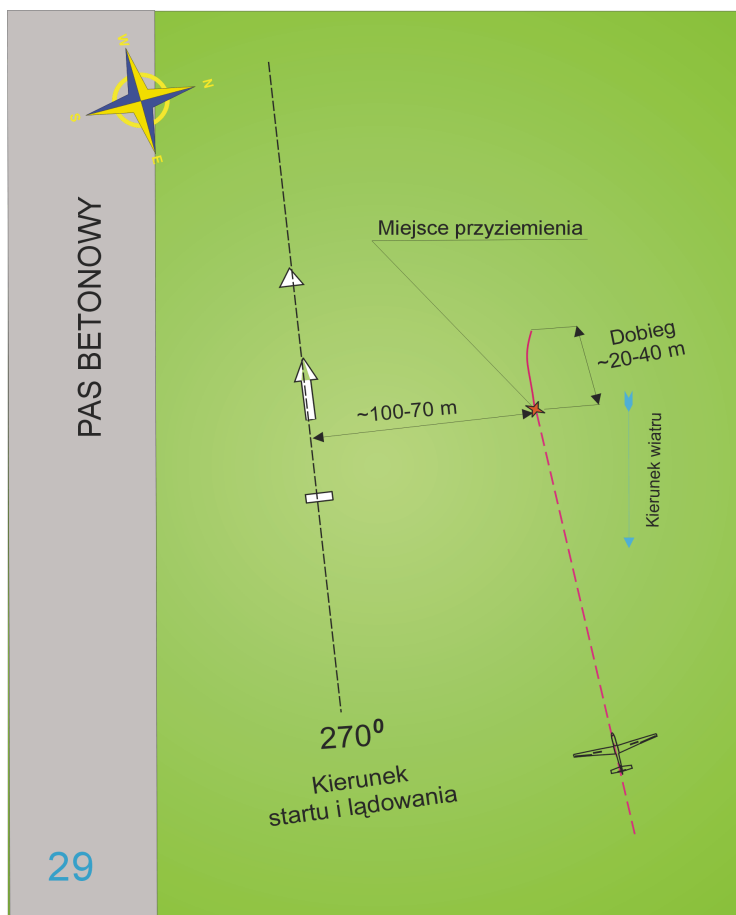 W
N
S
E
PAS BETONOWY
Miejsce przyziemienia
Dobieg
~20-40 m
~100-70 m
Kierunek wiatru
270⁰
Kierunek
startu i lądowania
29